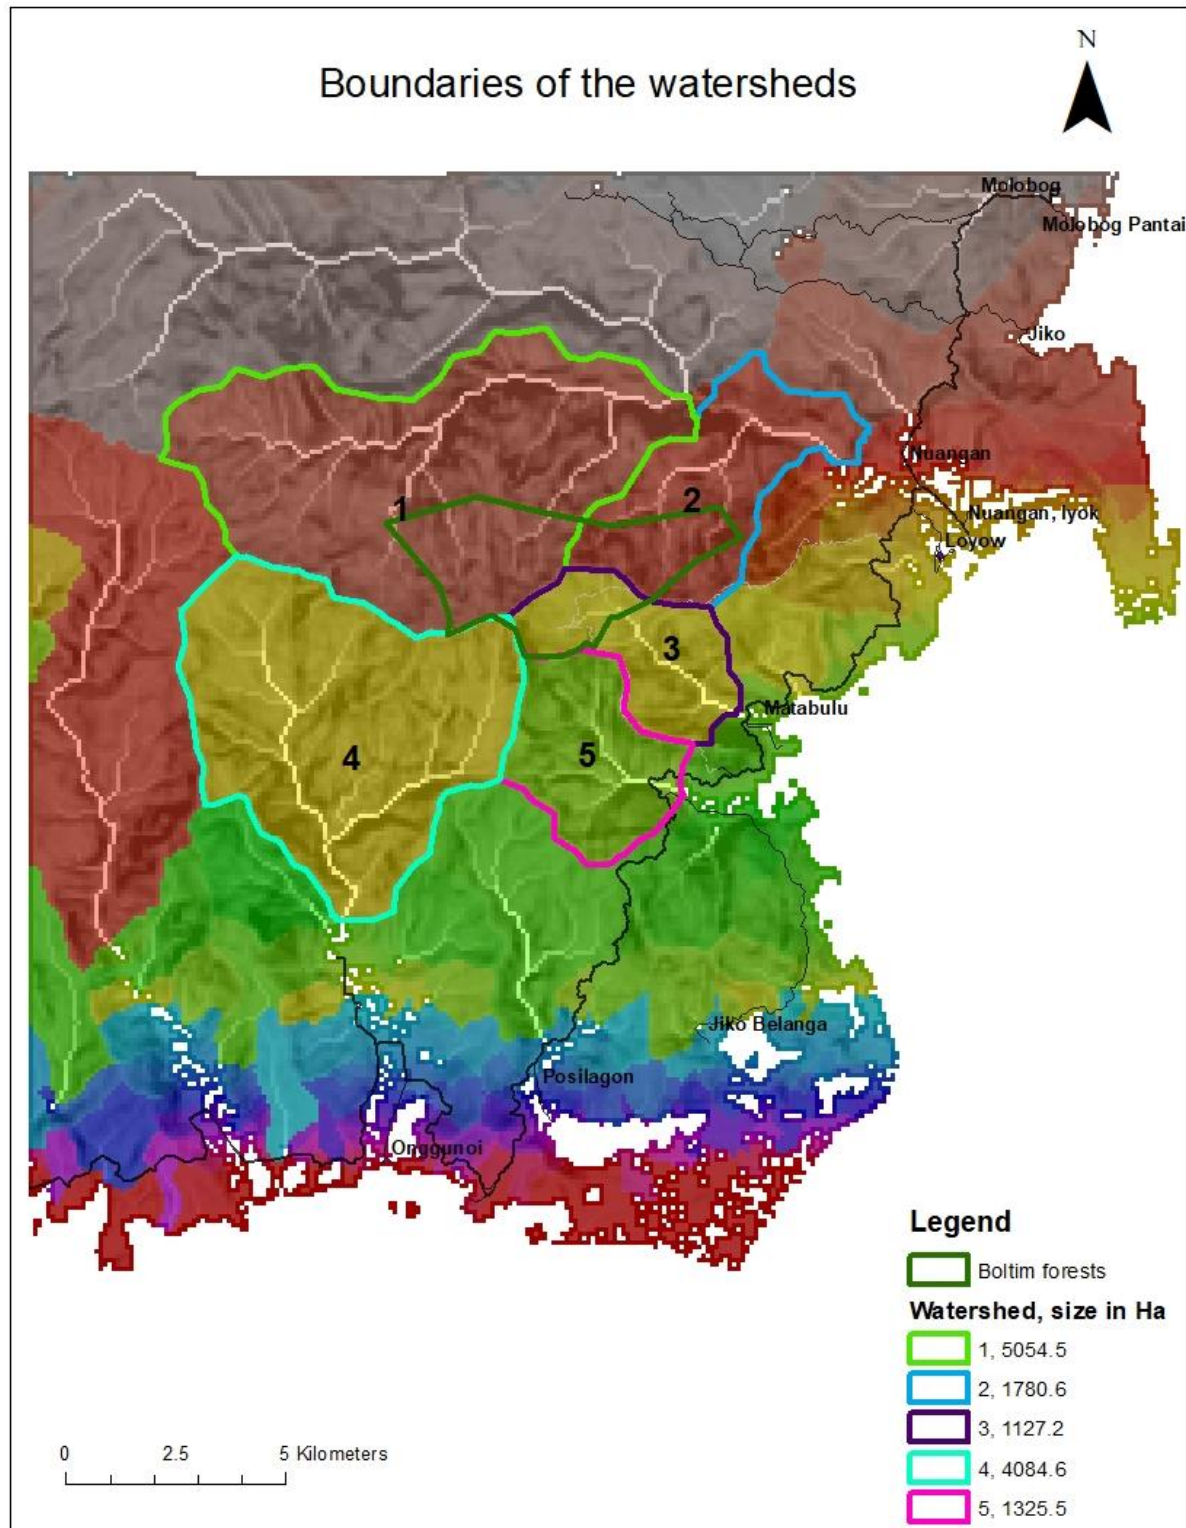 N
Boundaries of the watersheds
Molobog
Molobog Pantai
Jiko
Nuangan
1
2
Nuangan, Iyok
Loyow
3
Matabulu
4
5
Jiko Belanga
Posilagon
Onggunoi
Legend
Boltim forests
Watershed, size in Ha
1, 5054.5
2, 1780.6
3, 1127.2
4, 4084.6
5, 1325.5
0 2.5 5 Kilometers